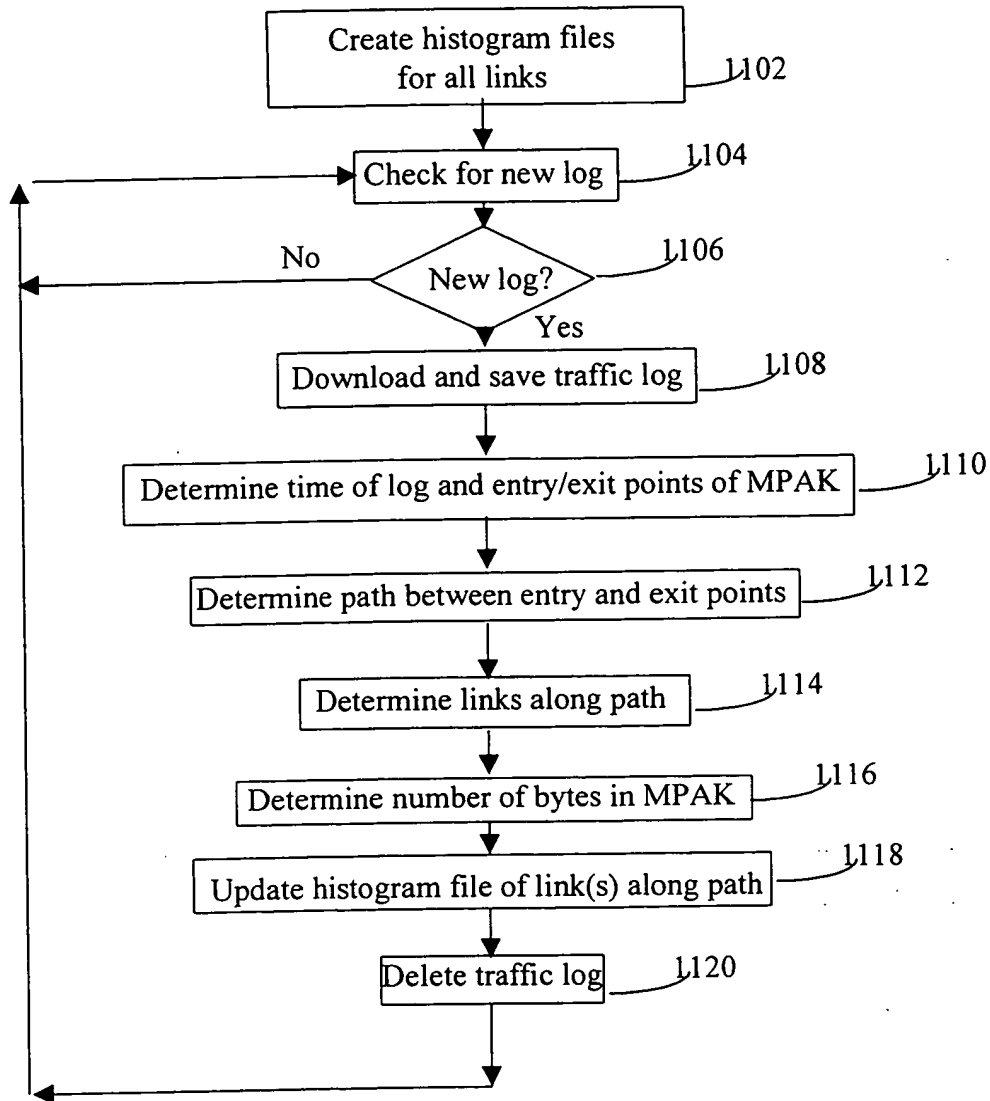 Create histogram files
for all links
1102
Check for new log
1104
New log?
1106
No
Yes
Download and save traffic log
1108
Determine time of log and entry/exit points of MPAK
1110
Determine path between entry and exit points
1112
Determine links along path
1114
Determine number of bytes in MPAK
1116
Update histogram file of link(s) along path
1118
Delete traffic log
1120